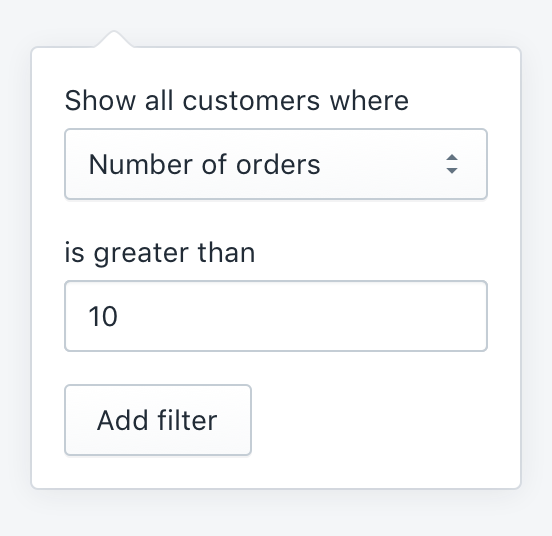 Show all customers where
Number of orders
is greater than
10
Add filter